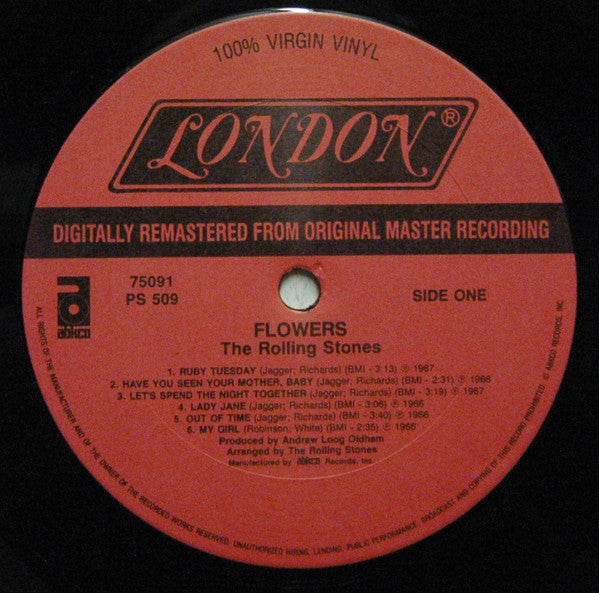 100% VIRGIN VINYL
LONDON®
DIGITALLY REMASTERED FROM ORIGINAL MASTER RECORDING
abkco
75091
PS 509
SIDE ONE
FLOWERS
The Rolling Stones
1. RUBY TUESDAY (Jagger; Richards) (BMI - 3:13) ℗ 1967
2. HAVE YOU SEEN YOUR MOTHER, BABY (Jagger; Richards) (BMI - 2:31) ℗ 1966
3. LET'S SPEND THE NIGHT TOGETHER (Jagger; Richards) (BMI - 3:19) ℗ 1967
4. LADY JANE (Jagger; Richards) (BMI - 3:06) ℗ 1966
5. OUT OF TIME (Jagger; Richards) (BMI - 3:40) ℗ 1966
6. MY GIRL (Robinson; White) (BMI - 2:35) ℗ 1966
Produced by Andrew Loog Oldham
Arranged by The Rolling Stones
Manufactured by abkco Records, Inc.
ALL RIGHTS OF THE MANUFACTURER AND OF THE OWNER OF THE RECORDED WORKS RESERVED. UNAUTHORIZED HIRING, LENDING, PUBLIC PERFORMANCE, BROADCAST AND COPYING OF THIS RECORD PROHIBITED. © ABKCO RECORDS, INC.